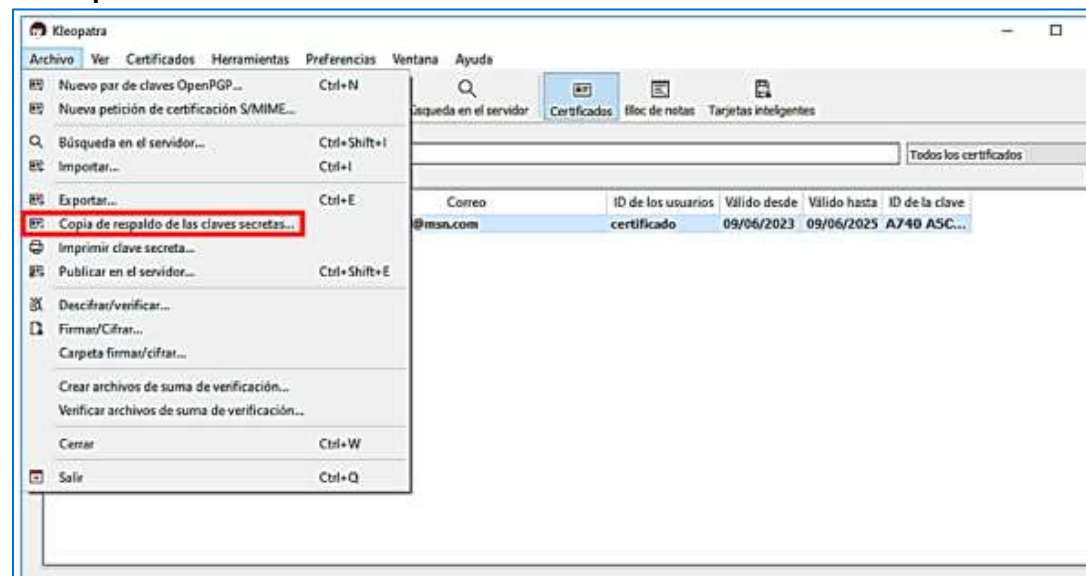 Kleopatra
Archivo Ver Certificados Herramientas Preferencias Ventana Ayuda
Nuevo par de claves OpenPGP... Ctrl+N
Nueva petición de certificación S/MIME...
Búsqueda en el servidor... Ctrl+Shift+I
Importar... Ctrl+I
Exportar... Ctrl+E
Copia de respaldo de las claves secretas...
Imprimir clave secreta...
Publicar en el servidor... Ctrl+Shift+E
Descifrar/verificar...
Firmar/Cifrar...
Carpeta firmar/cifrar...
Crear archivos de suma de verificación...
Verificar archivos de suma de verificación...
Cerrar Ctrl+W
Salir Ctrl+Q
úsqueda en el servidor Certificados Bloc de notas Tarjetas inteligentes
Todos los certificados
Correo ID de los usuarios Válido desde Válido hasta ID de la clave
@msn.com certificado 09/06/2023 09/06/2025 A740 A5C...